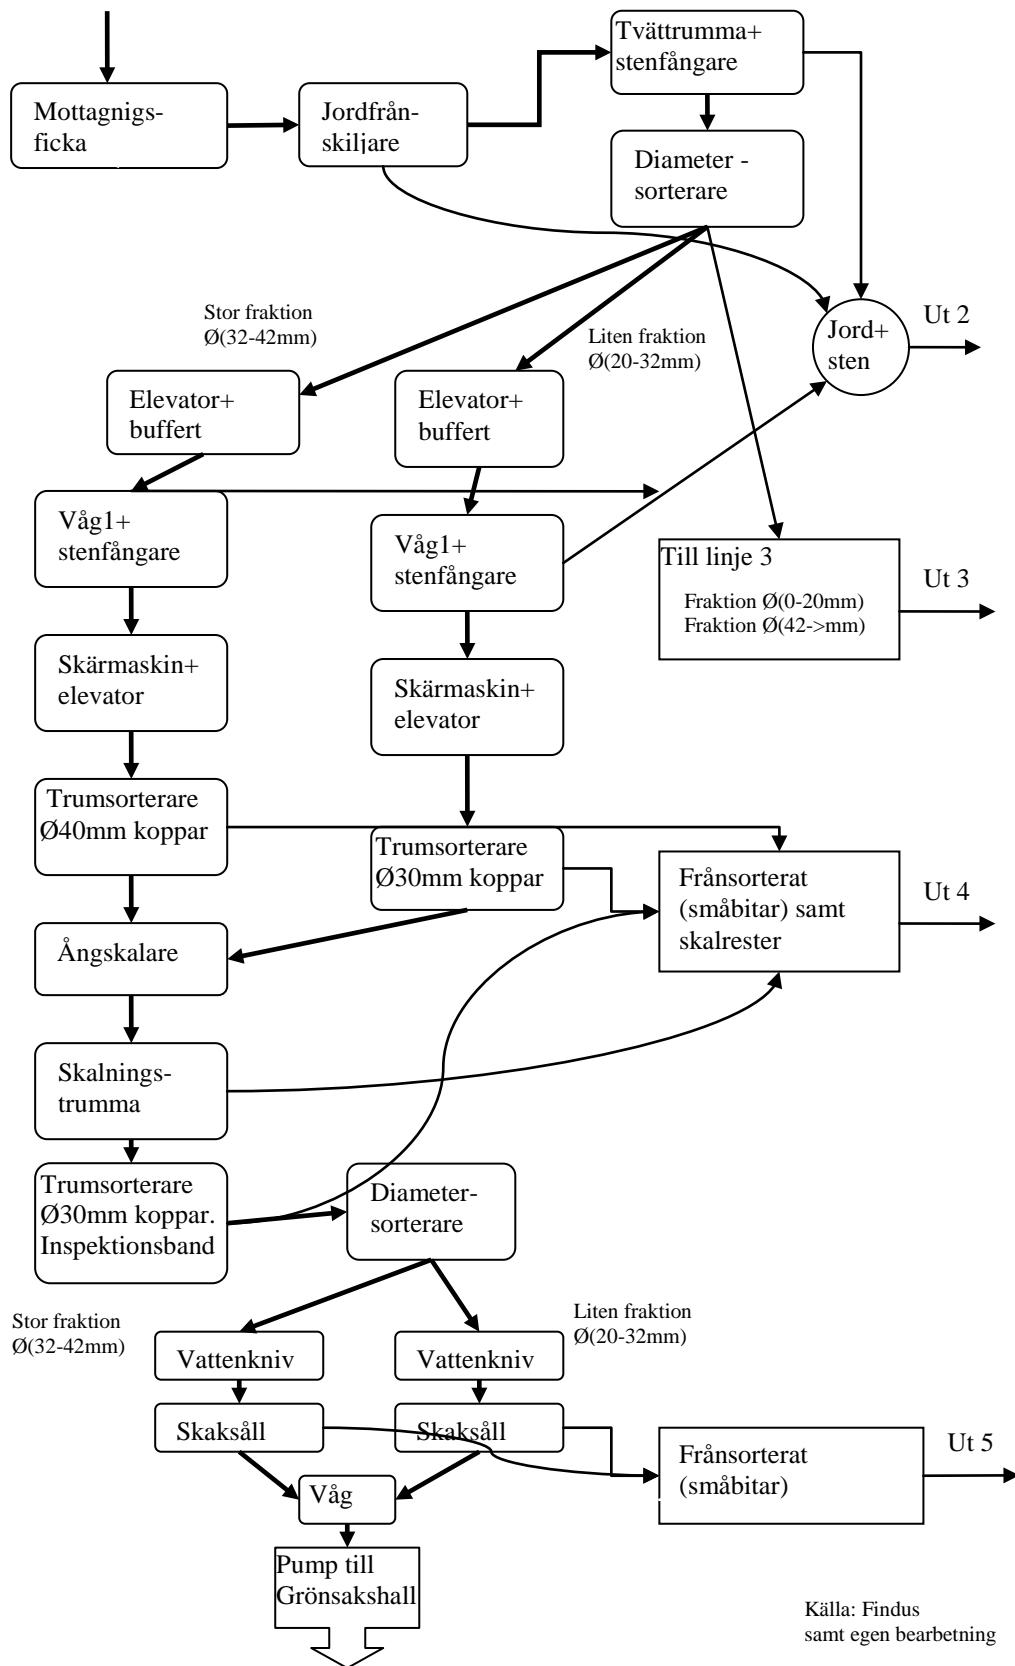 Tvättrumma+
stenfångare
Mottagnigs-
ficka
Jordfrån-
skiljare
Diameter -
sorterare
Stor fraktion
Ø(32-42mm)
Liten fraktion
Ø(20-32mm)
Jord+
sten
Ut 2
Elevator+
buffert
Elevator+
buffert
Våg1+
stenfångare
Våg1+
stenfångare
Till linje 3
Fraktion Ø(0-20mm)
Fraktion Ø(42->mm)
Ut 3
Skärmaskin+
elevator
Skärmaskin+
elevator
Trumsorterare
Ø40mm koppar
Trumsorterare
Ø30mm koppar
Frånsorterat
(småbitar) samt
skalrester
Ut 4
Ångskalare
Skalnings-
trumma
Trumsorterare
Ø30mm koppar.
Inspektionsband
Diameter-
sorterare
Stor fraktion
Ø(32-42mm)
Liten fraktion
Ø(20-32mm)
Vattenkniv
Vattenkniv
Skaksåll
Skaksåll
Frånsorterat
(småbitar)
Ut 5
Våg
Pump till
Grönsakshall
Källa: Findus
samt egen bearbetning